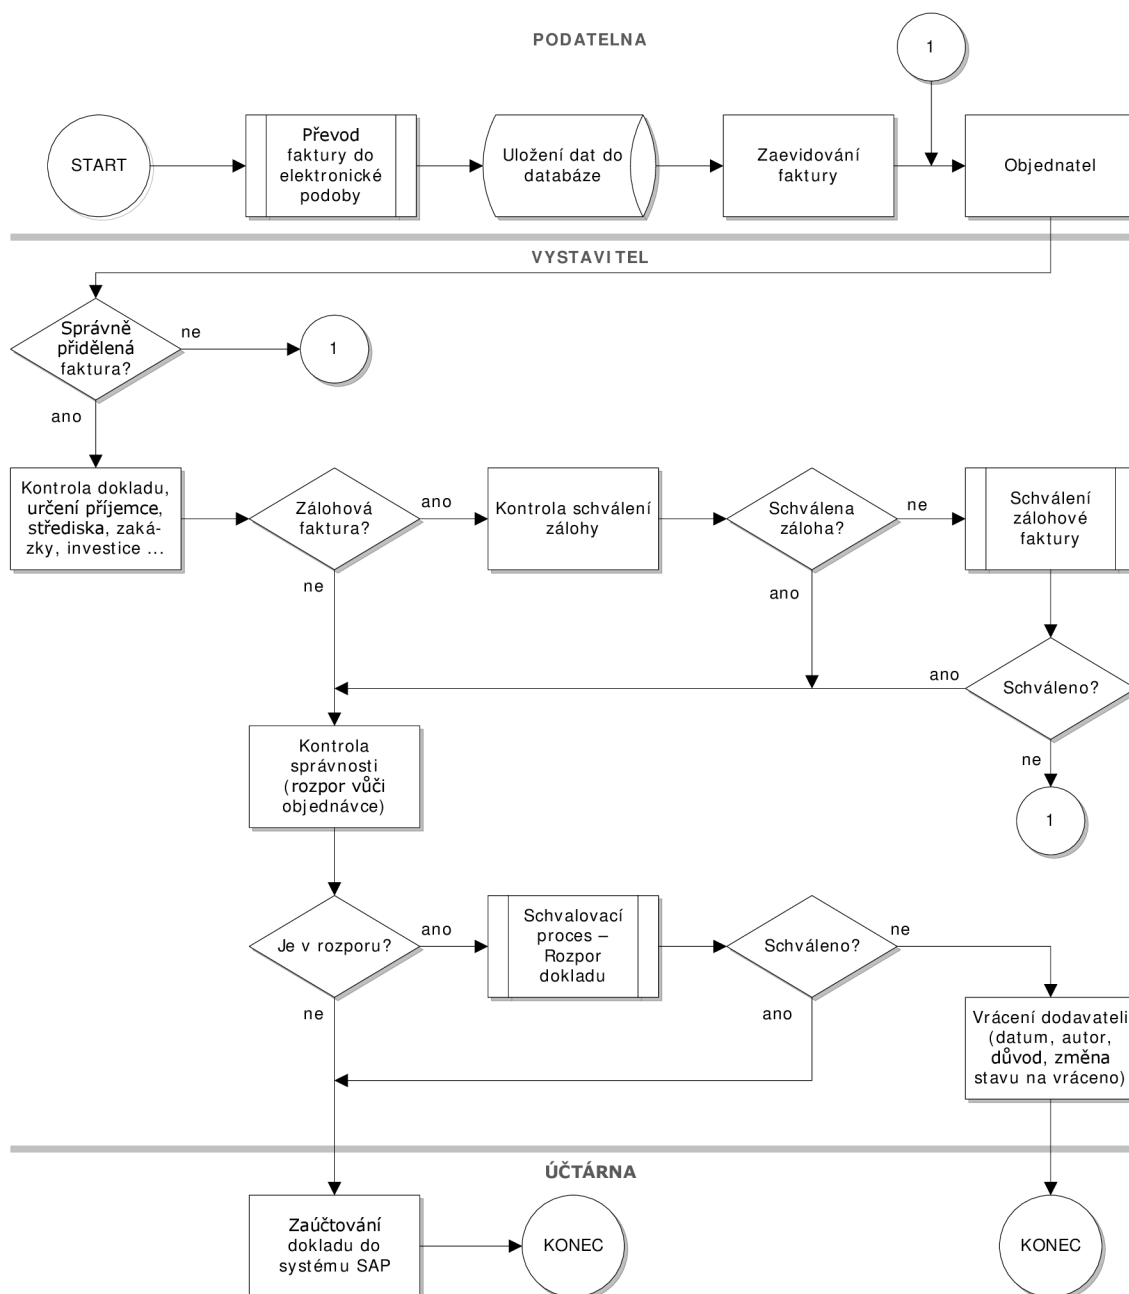 PODATELNA
1
START
Převod
faktury do
elektronické
podoby
Uložení dat do
databáze
Zaevidování
faktury
Objednatel
VYSTAVITEL
Správně
přidělená
faktura?
ne
1
ano
Kontrola dokladu,
určení příjemce,
střediska, zaká-
zky, investice ...
Zálohová
faktura?
ano
Kontrola schválení
zálohy
Schválena
záloha?
ne
Schválení
zálohové
faktury
ne
ano
ano
Schváleno?
ne
1
Kontrola
správnosti
(rozpor vůči
objednávce)
Je v rozporu?
ano
Schvalovací
proces –
Rozpor
dokladu
Schváleno?
ne
ne
ano
Vrácení dodavateli
(datum, autor,
důvod, změna
stavu na vráceno)
ÚČTÁRNA
Zaúčtování
dokladu do
systému SAP
KONEC
KONEC